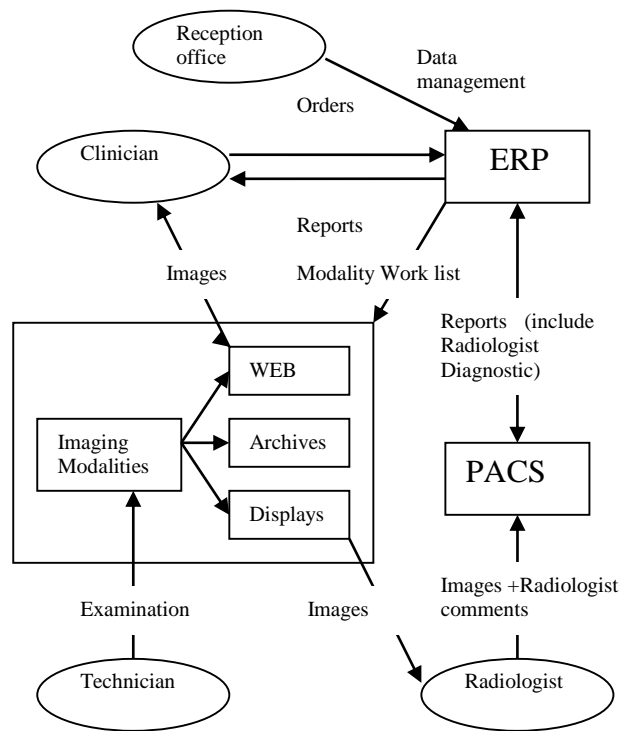 Reception
office
Data
management
Orders
Clinician
ERP
Reports
Images
Modality Work list
WEB
Reports (include
Radiologist
Diagnostic)
Imaging
Modalities
Archives
PACS
Displays
Examination
Images
Images +Radiologist
comments
Technician
Radiologist